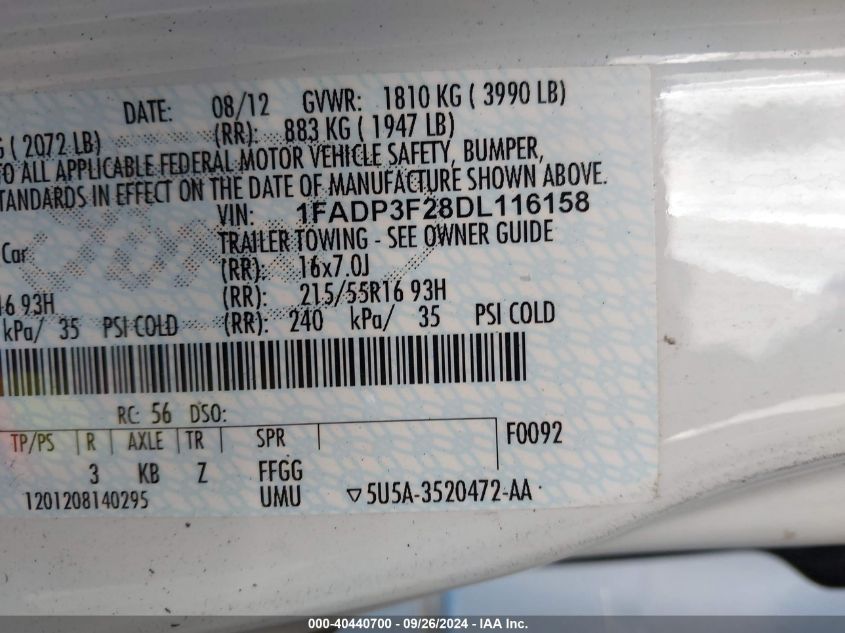 DATE: 08/12 GVWR: 1810 KG ( 3990 LB)
G ( 2072 LB) (RR): 883 KG ( 1947 LB)
TO ALL APPLICABLE FEDERAL MOTOR VEHICLE SAFETY, BUMPER,
TANDARDS IN EFFECT ON THE DATE OF MANUFACTURE SHOWN ABOVE.
VIN: 1FADP3F28DL116158
Car TRAILER TOWING - SEE OWNER GUIDE
(RR): 16x7.0J
16 93H (RR): 215/55R16 93H
kPa/ 35 PSI COLD (RR): 240 kPa/ 35 PSI COLD
RC: 56 DSO:
TP/PS R AXLE TR SPR F0092
3 KB Z FFGG
1201208140295 UMU 5U5A-3520472-AA
000-40440700 - 09/26/2024 - IAA Inc.